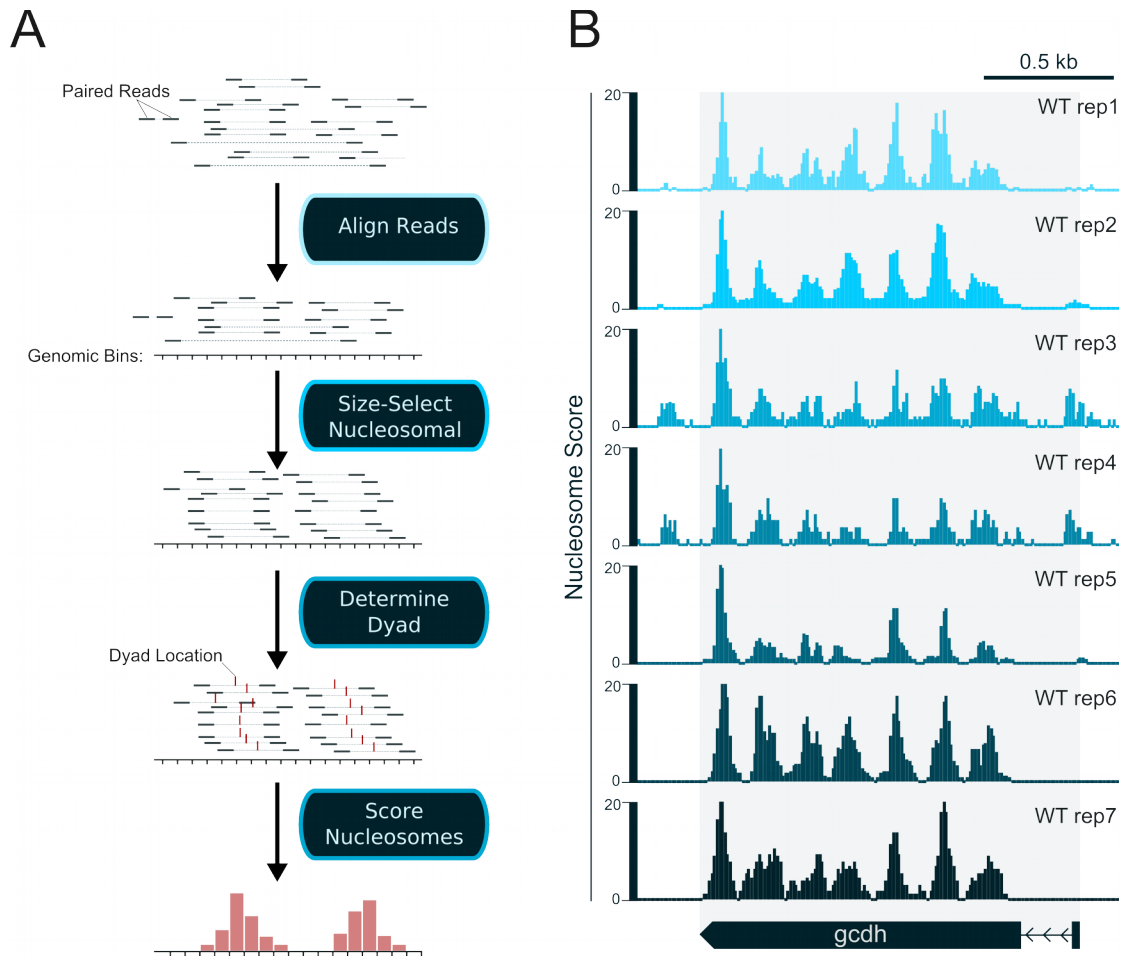 A
B
Paired Reads
Align Reads
Genomic Bins:
Size-Select
Nucleosomal
Determine
Dyad
Dyad Location
Score
Nucleosomes
0.5 kb
Nucleosome Score
20
0
WT rep1
20
0
WT rep2
20
0
WT rep3
20
0
WT rep4
20
0
WT rep5
20
0
WT rep6
20
0
WT rep7
gcdh